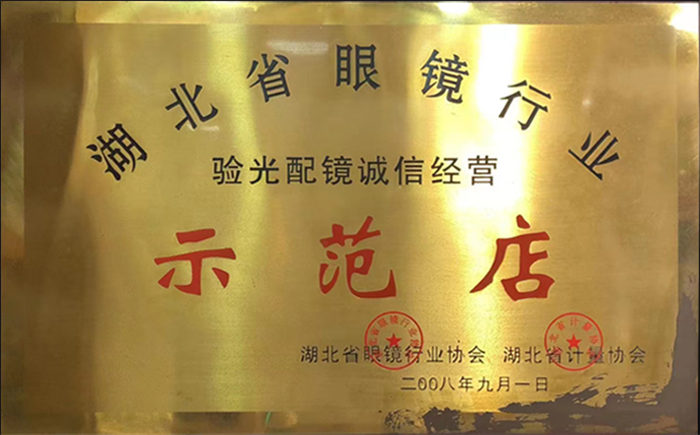 湖北省眼镜行业
验光配镜诚信经营
示范店
湖北省眼镜行业协会 湖北省计量协会
二00八年九月一日